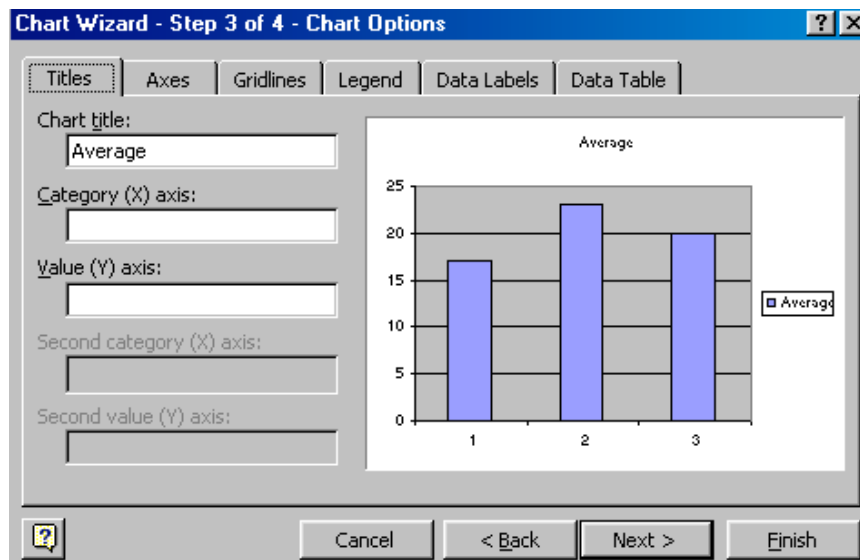 Chart Wizard - Step 3 of 4 - Chart Options
Titles Axes Gridlines Legend Data Labels Data Table
Chart title:
Average
Category (X) axis:
Value (Y) axis:
Second category (X) axis:
Second value (Y) axis:
Average
25
20
15
10
5
0
1 2 3
Average
Cancel < Back Next > Finish